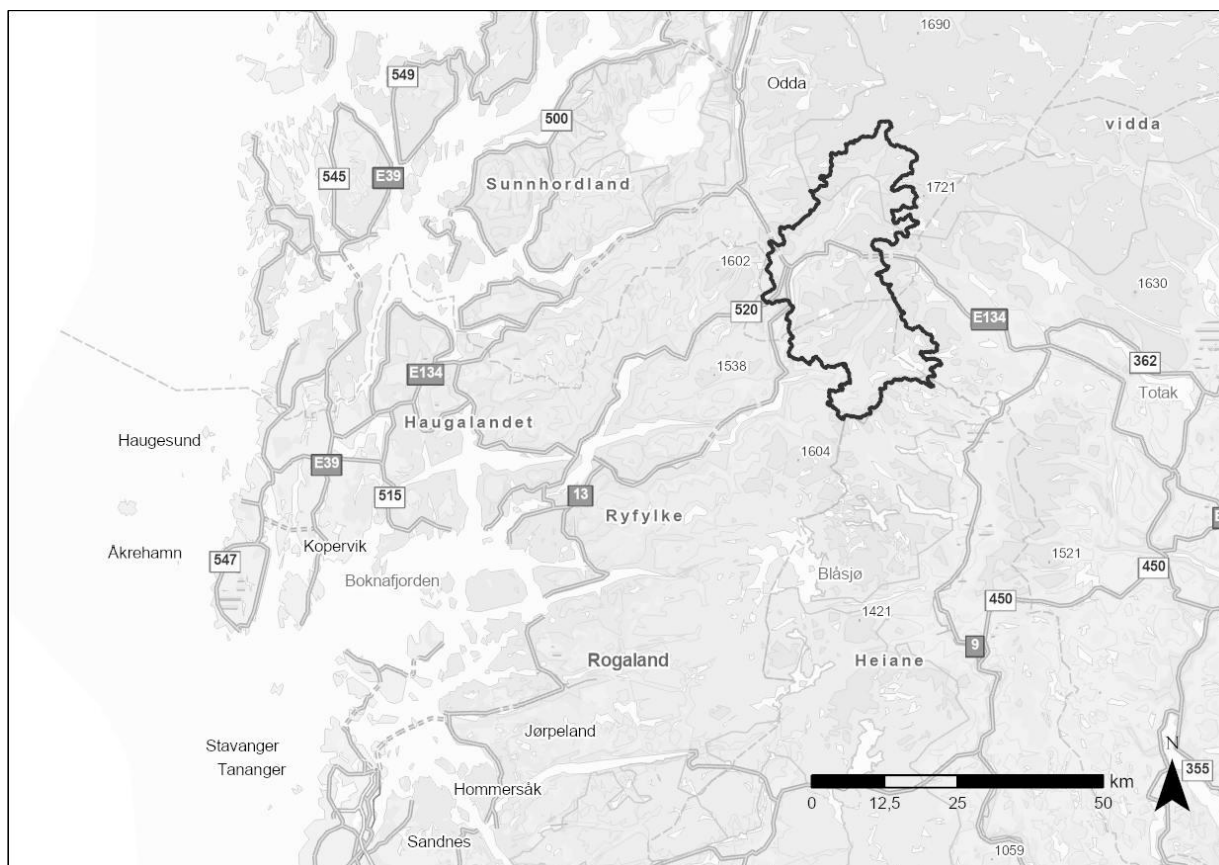 1690
549
Odda
500
vidda
545
E39
Sunnhordland
1721
1602
1630
520
E134
1538
362
E134
Totak
Haugalandet
Haugesund
1604
E39
515
13
Ryfylke
Åkrehamn
547
Kopervik
1521
Boknafjorden
Blåsjø
450
450
1421
9
Rogaland
Heiane
Jørpeland
Stavanger
N
Tananger
355
Hommersåk
km
0
12,5
25
50
Sandnes
1059